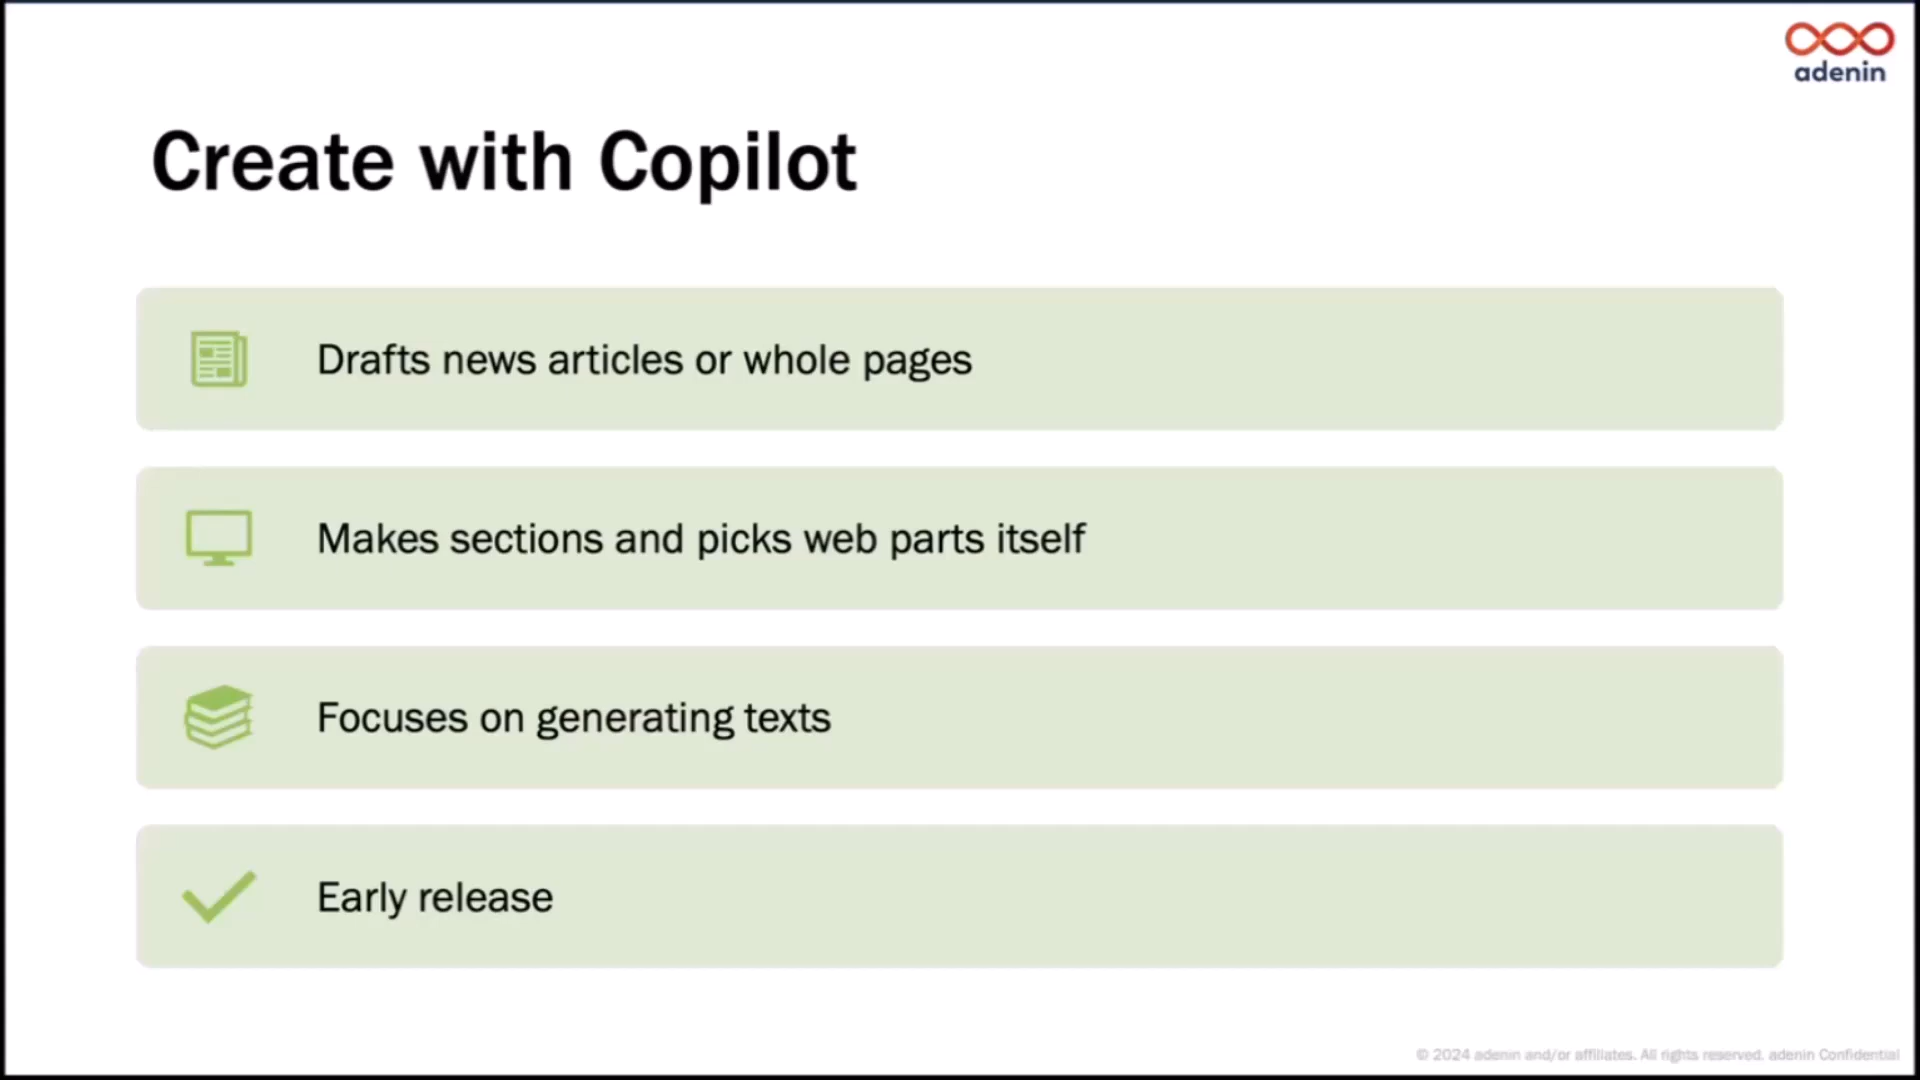 adenin
Create with Copilot
Drafts news articles or whole pages
Makes sections and picks web parts itself
Focuses on generating texts
Early release
© 2024 adenin and/or affiliates. All rights reserved. adenin Confidential